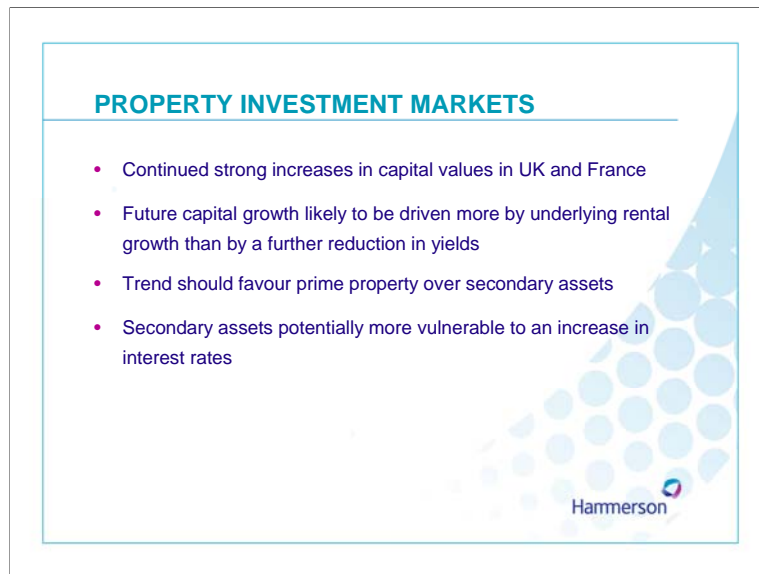 PROPERTY INVESTMENT MARKETS
• Continued strong increases in capital values in UK and France
• Future capital growth likely to be driven more by underlying rental
growth than by a further reduction in yields
• Trend should favour prime property over secondary assets
• Secondary assets potentially more vulnerable to an increase in
interest rates
Hammerson